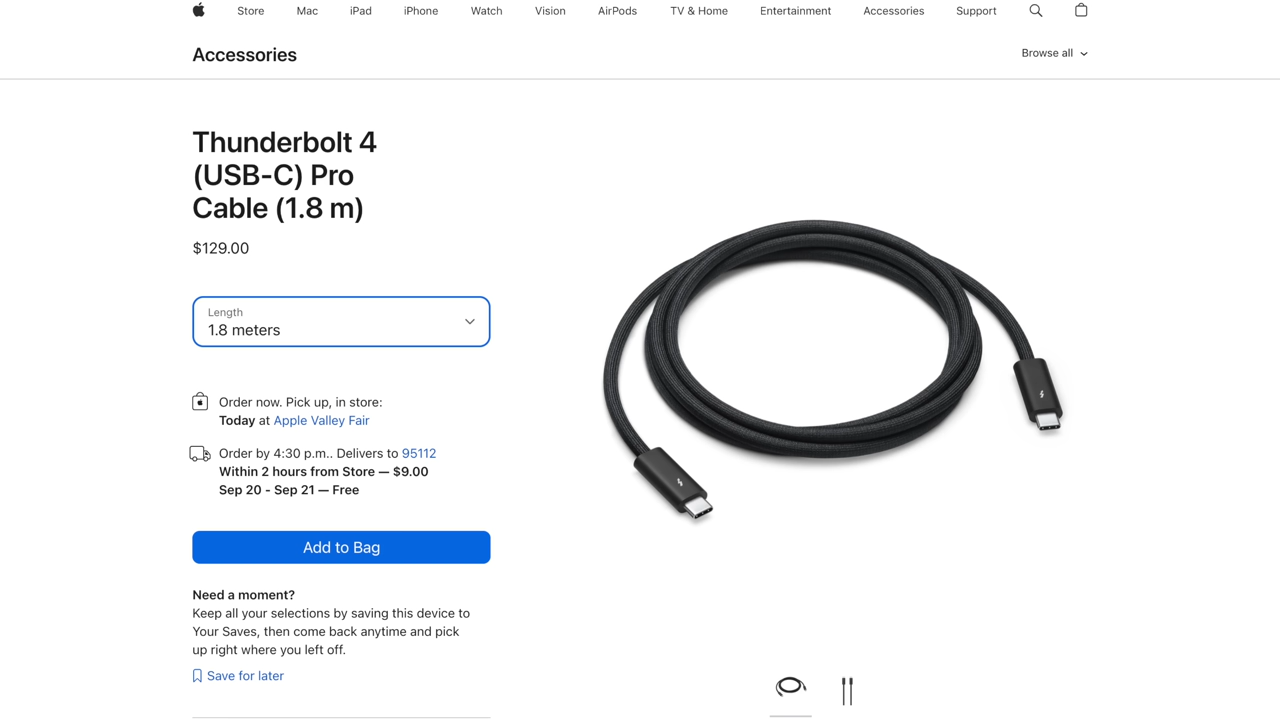 Store Mac iPad iPhone Watch Vision AirPods TV & Home Entertainment Accessories Support
Accessories
Browse all
Thunderbolt 4
(USB-C) Pro
Cable (1.8 m)
$129.00
Length
1.8 meters
Order now. Pick up, in store:
Today at Apple Valley Fair
Order by 4:30 p.m.. Delivers to 95112
Within 2 hours from Store — $9.00
Sep 20 - Sep 21 — Free
Add to Bag
Need a moment?
Keep all your selections by saving this device to
Your Saves, then come back anytime and pick
up right where you left off.
Save for later